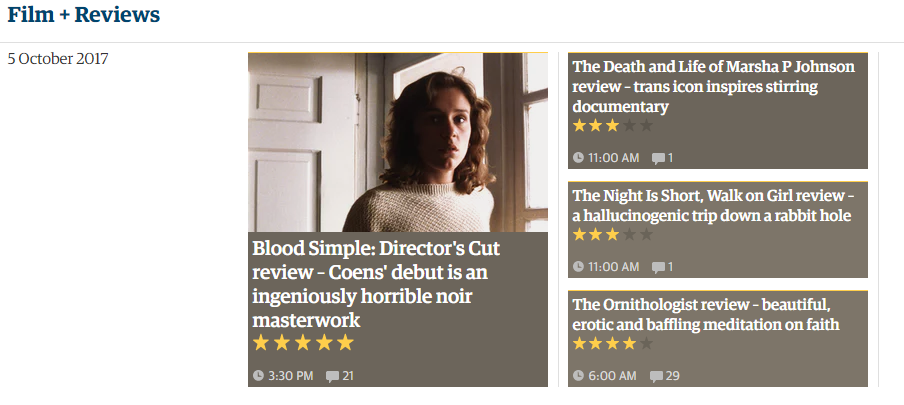 Film + Reviews
5 October 2017
Blood Simple: Director's Cut
review – Coens' debut is an
ingeniously horrible noir
masterwork
3:30 PM 21
The Death and Life of Marsha P Johnson
review – trans icon inspires stirring
documentary
11:00 AM 1
The Night Is Short, Walk on Girl review –
a hallucinogenic trip down a rabbit hole
11:00 AM 1
The Ornithologist review – beautiful,
erotic and baffling meditation on faith
6:00 AM 29